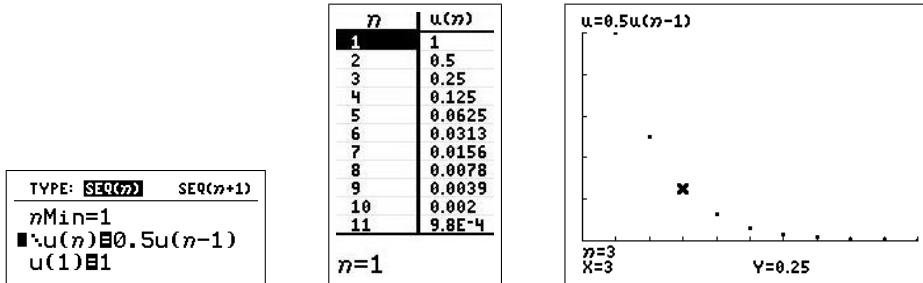 TYPE: SEQ(n) SEQ(n+1)
nMin=1
u(n)=0.5u(n-1)
u(1)=1
n u(n)
1 1
2 0.5
3 0.25
4 0.125
5 0.0625
6 0.0313
7 0.0156
8 0.0078
9 0.0039
10 0.002
11 9.8E-4
n=1
u=0.5u(n-1)
n=3
X=3 Y=0.25